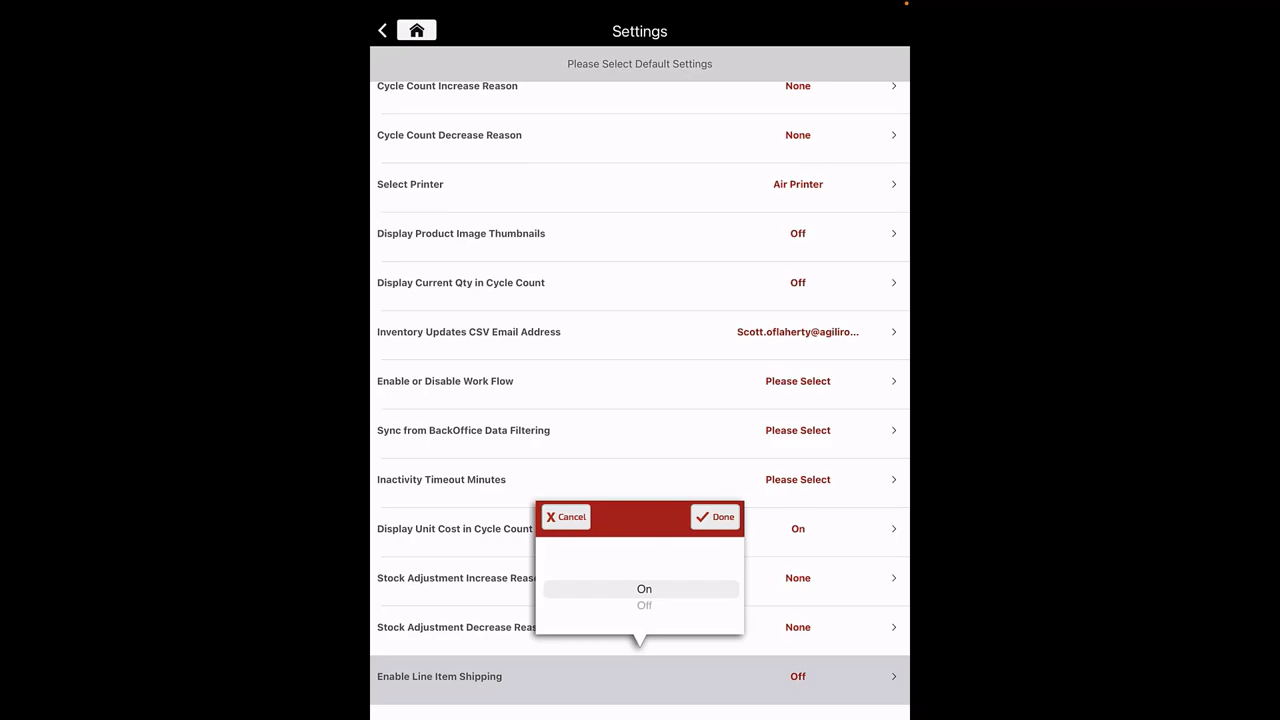 Settings
Please Select Default Settings
Cycle Count Increase Reason None
Cycle Count Decrease Reason None
Select Printer Air Printer
Display Product Image Thumbnails Off
Display Current Qty in Cycle Count Off
Inventory Updates CSV Email Address Scott.oflaherty@agiliro...
Enable or Disable Work Flow Please Select
Sync from BackOffice Data Filtering Please Select
Inactivity Timeout Minutes Please Select
X Cancel Done
Display Unit Cost in Cycle Count On
Stock Adjustment Increase Reas None
On
Off
Stock Adjustment Decrease Reas None
Enable Line Item Shipping Off